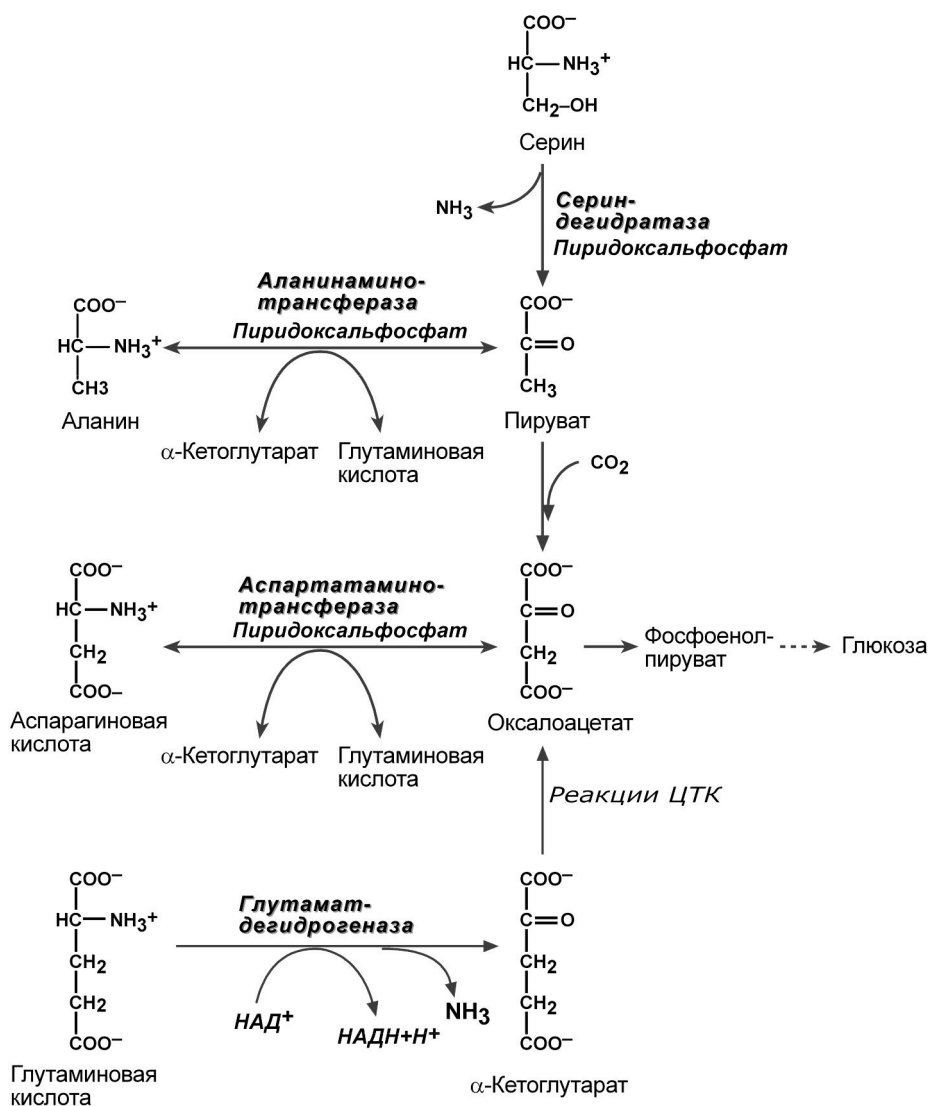 COO–
HC—NH3+
CH2–OH
Серин
NH3
Серин-
дегидратаза
Пиридоксальфосфат
Аланинамино-
трансфераза
Пиридоксальфосфат
COO–
HC—NH3+
CH3
Аланин
COO–
C=O
CH3
Пируват
α-Кетоглутарат
Глутаминовая
кислота
CO2
Аспартатамино-
трансфераза
Пиридоксальфосфат
COO–
HC—NH3+
CH2
COO–
Аспарагиновая
кислота
COO–
C=O
CH2
COO–
Оксалоацетат
Фосфоенол-
пируват
Глюкоза
α-Кетоглутарат
Глутаминовая
кислота
Реакции ЦТК
COO–
HC—NH3+
CH2
CH2
COO–
Глутаминовая
кислота
Глутамат-
дегидрогеназа
НАД+
НАДН+Н+
NH3
COO–
C=O
CH2
CH2
COO–
α-Кетоглутарат